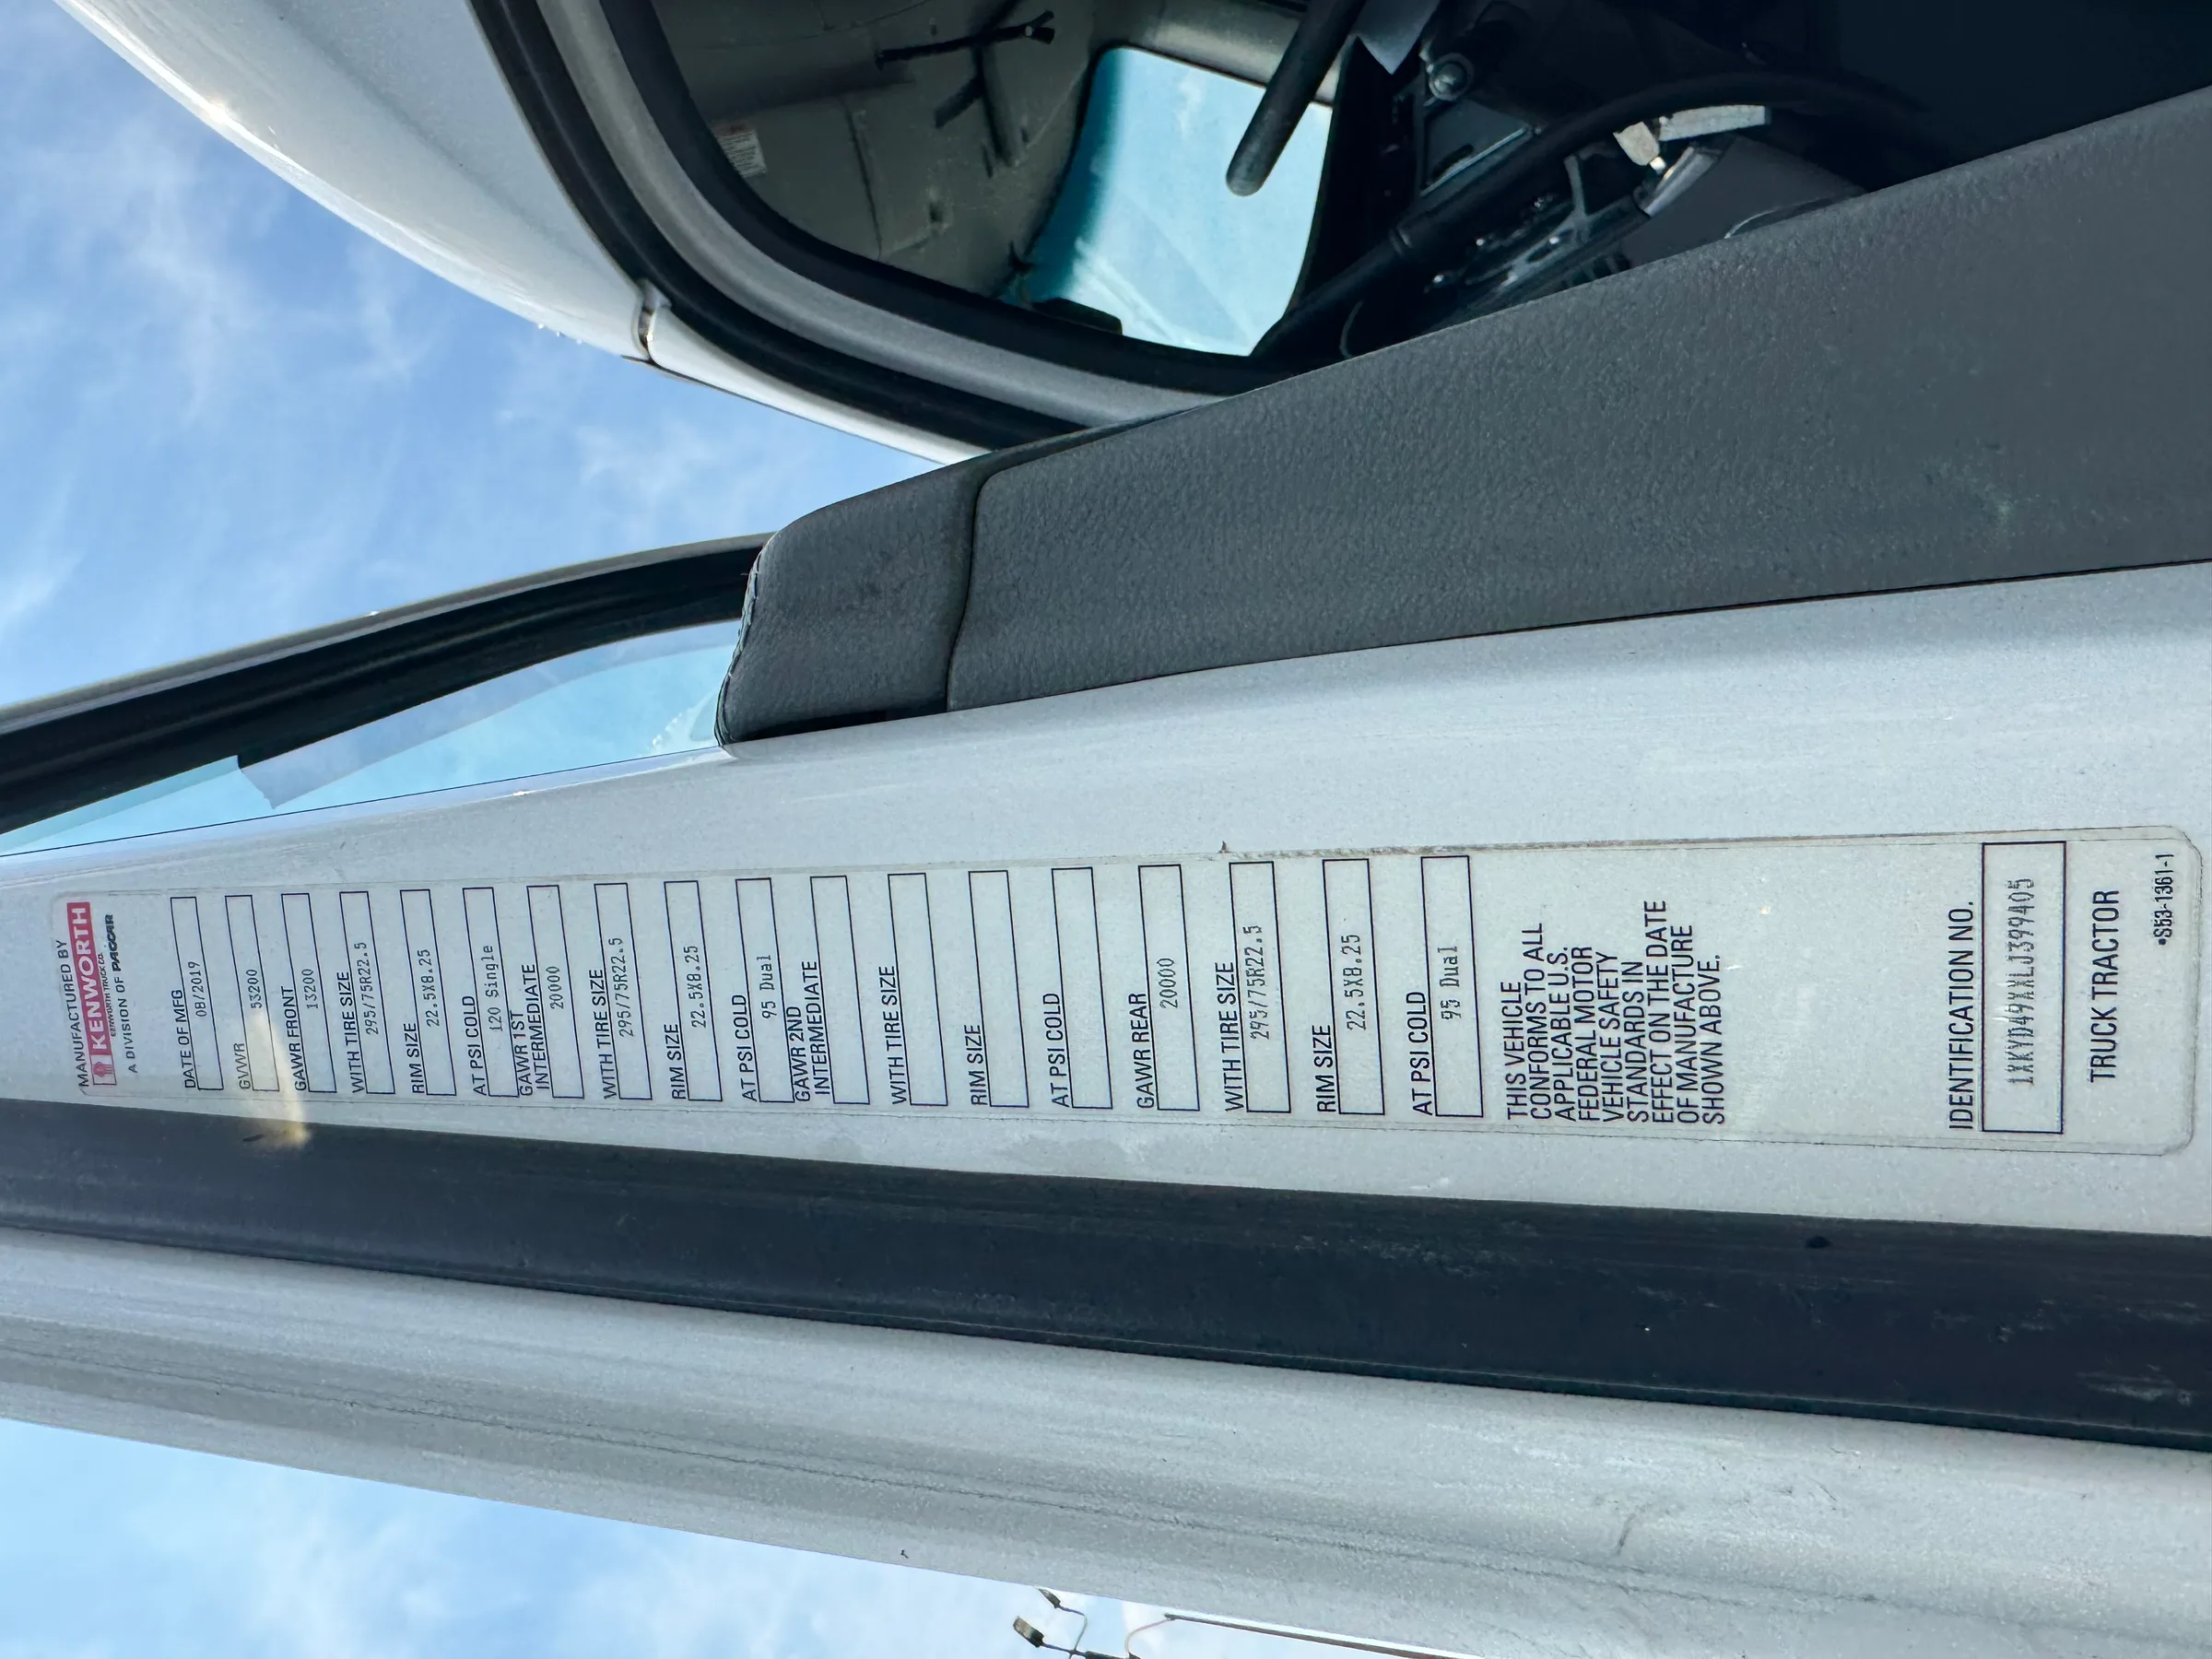 MANUFACTURED BY
KENWORTH
KENWORTH TRUCK CO.
A DIVISION OF PACCAR
DATE OF MFG
08/2019
GVWR
53200
GAWR FRONT
13200
WITH TIRE SIZE
295/75R22.5
RIM SIZE
22.5X8.25
AT PSI COLD
120 Single
GAWR 1ST
INTERMEDIATE
20000
WITH TIRE SIZE
295/75R22.5
RIM SIZE
22.5X8.25
AT PSI COLD
95 Dual
GAWR 2ND
INTERMEDIATE
WITH TIRE SIZE
RIM SIZE
AT PSI COLD
GAWR REAR
20000
WITH TIRE SIZE
295/75R22.5
RIM SIZE
22.5X8.25
AT PSI COLD
95 Dual
THIS VEHICLE
CONFORMS TO ALL
APPLICABLE U.S.
FEDERAL MOTOR
VEHICLE SAFETY
STANDARDS IN
EFFECT ON THE DATE
OF MANUFACTURE
SHOWN ABOVE.
IDENTIFICATION NO.
1XKYD49XXLJ399405
TRUCK TRACTOR
*S53-1361-1